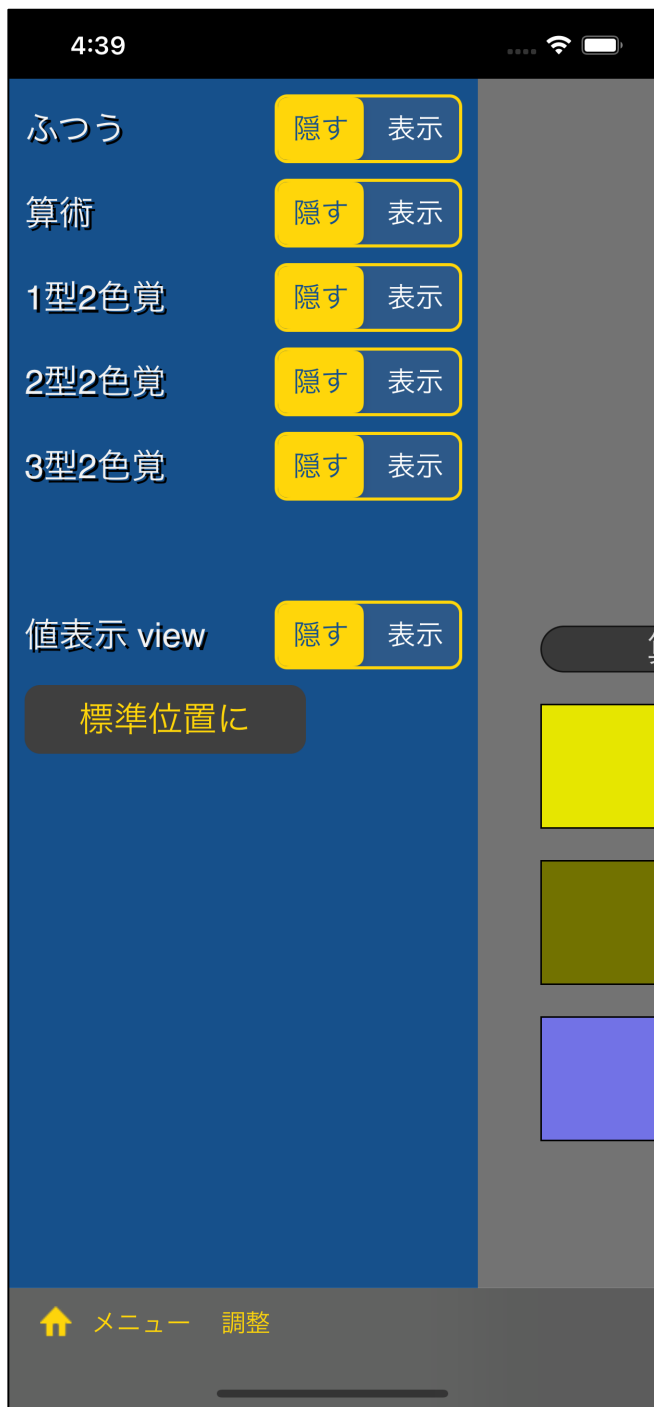 4:39
ふつう 隠す 表示
算術 隠す 表示
1型2色覚 隠す 表示
2型2色覚 隠す 表示
3型2色覚 隠す 表示
値表示 view 隠す 表示
標準位置に
メニュー 調整